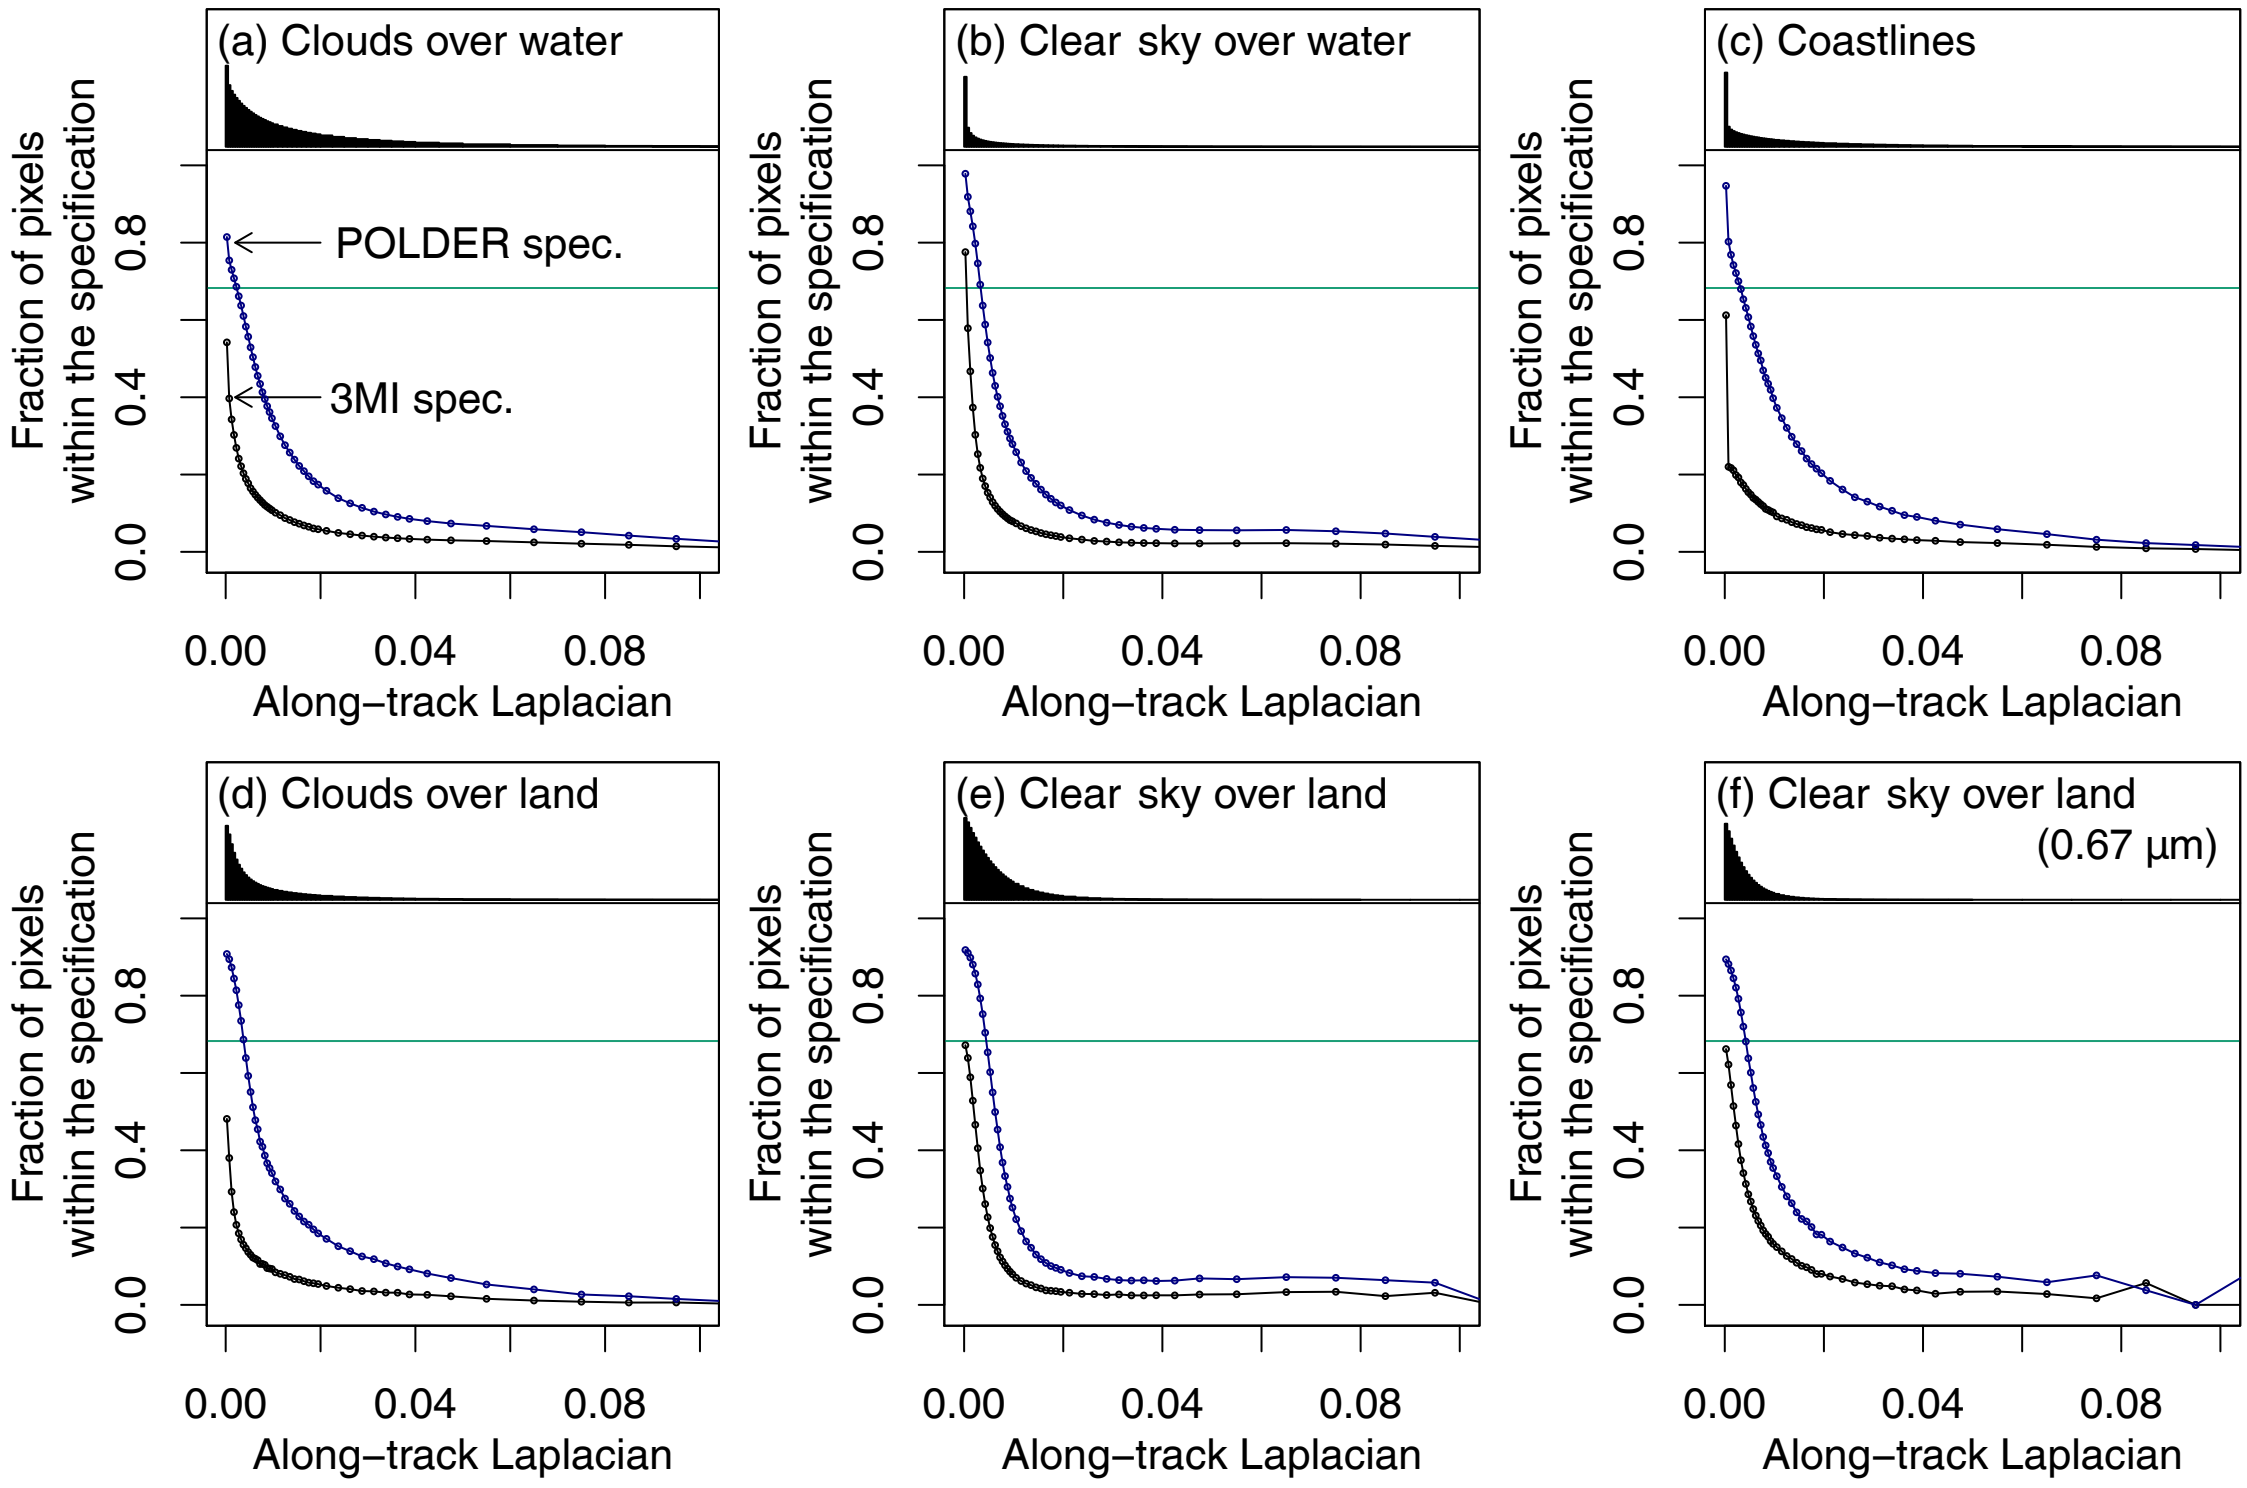 (a) Clouds over water
Fraction of pixels
within the specification
0.8
0.4
0.0
POLDER spec.
3MI spec.
0.00 0.04 0.08
Along−track Laplacian
(b) Clear sky over water
Fraction of pixels
within the specification
0.8
0.4
0.0
0.00 0.04 0.08
Along−track Laplacian
(c) Coastlines
Fraction of pixels
within the specification
0.8
0.4
0.0
0.00 0.04 0.08
Along−track Laplacian
(d) Clouds over land
Fraction of pixels
within the specification
0.8
0.4
0.0
0.00 0.04 0.08
Along−track Laplacian
(e) Clear sky over land
Fraction of pixels
within the specification
0.8
0.4
0.0
0.00 0.04 0.08
Along−track Laplacian
(f) Clear sky over land
(0.67 µm)
Fraction of pixels
within the specification
0.8
0.4
0.0
0.00 0.04 0.08
Along−track Laplacian